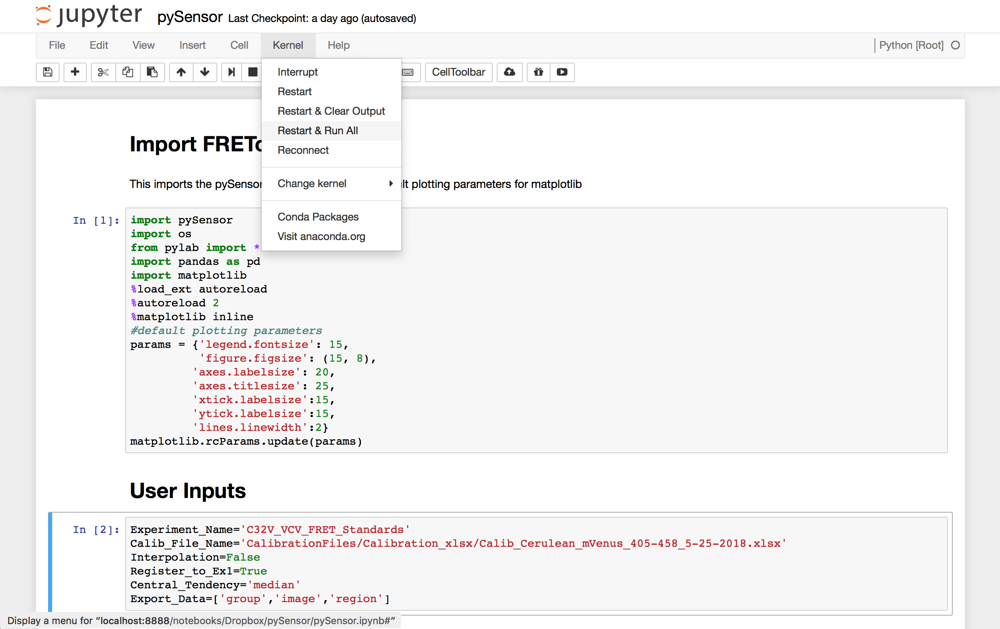 jupyter pySensor Last Checkpoint: a day ago (autosaved)
File Edit View Insert Cell Kernel Help Python [Root]
CellToolbar
Interrupt
Restart
Restart & Clear Output
Restart & Run All
Reconnect
Change kernel
Conda Packages
Visit anaconda.org
Import FRET
This imports the pySensor lt plotting parameters for matplotlib
In [1]:
import pySensor
import os
from pylab import *
import pandas as pd
import matplotlib
%load_ext autoreload
%autoreload 2
%matplotlib inline
#default plotting parameters
params = {'legend.fontsize': 15,
'figure.figsize': (15, 8),
'axes.labelsize': 20,
'axes.titlesize': 25,
'xtick.labelsize':15,
'ytick.labelsize':15,
'lines.linewidth':2}
matplotlib.rcParams.update(params)
User Inputs
In [2]:
Experiment_Name='C32V_VCV_FRET_Standards'
Calib_File_Name='CalibrationFiles/Calibration_xlsx/Calib_Cerulean_mVenus_405-458_5-25-2018.xlsx'
Interpolation=False
Register_to_Ex1=True
Central_Tendency='median'
Export_Data=['group','image','region']
Display a menu for “localhost:8888/notebooks/Dropbox/pySensor/pySensor.ipynb#”